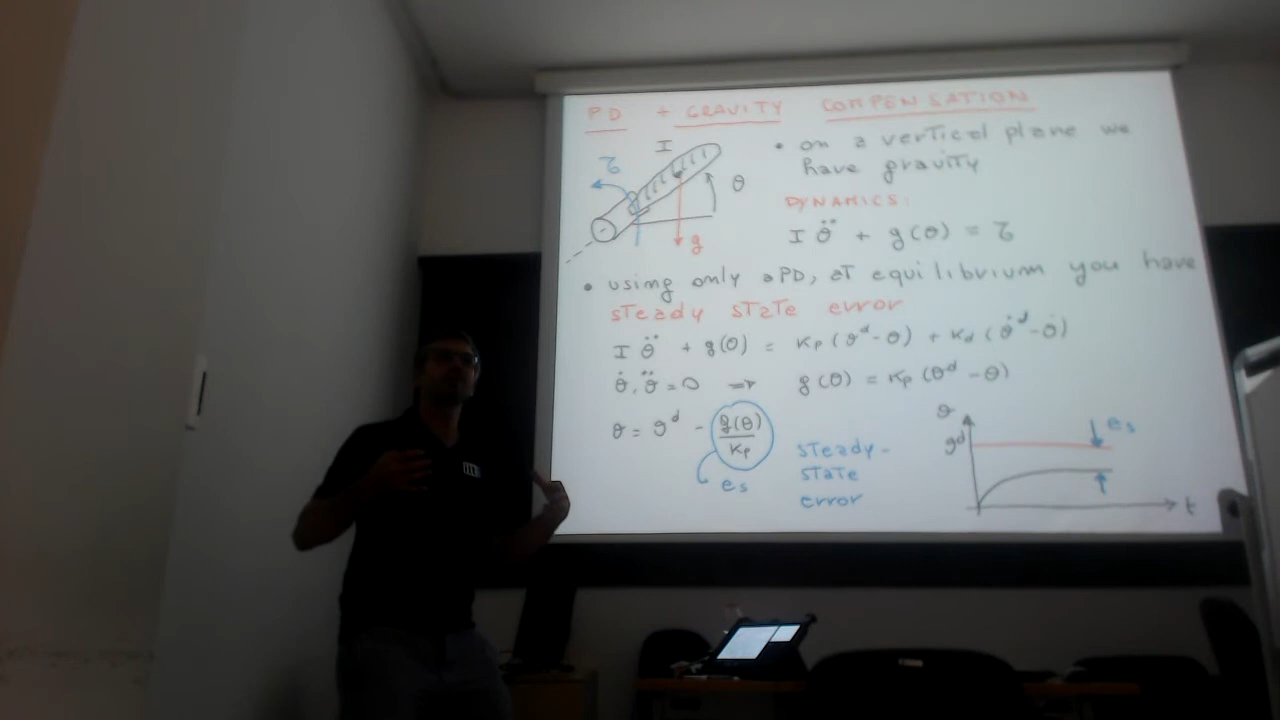 PD + GRAVITY COMPENSATION
I
τ
θ
g
• on a vertical plane we
have gravity
DYNAMICS:
I θ̈ + g(θ) = τ
• using only a PD, at equilibrium you have
steady state error
I θ̈ + g(θ) = Kp (θᵈ - θ) + Kd (θ̇ᵈ - θ̇)
θ̇, θ̈ = 0 ⇒ g(θ) = Kp (θᵈ - θ)
θ = θᵈ - g(θ)/Kp
es
steady-
state
error
θ
θd
es
t